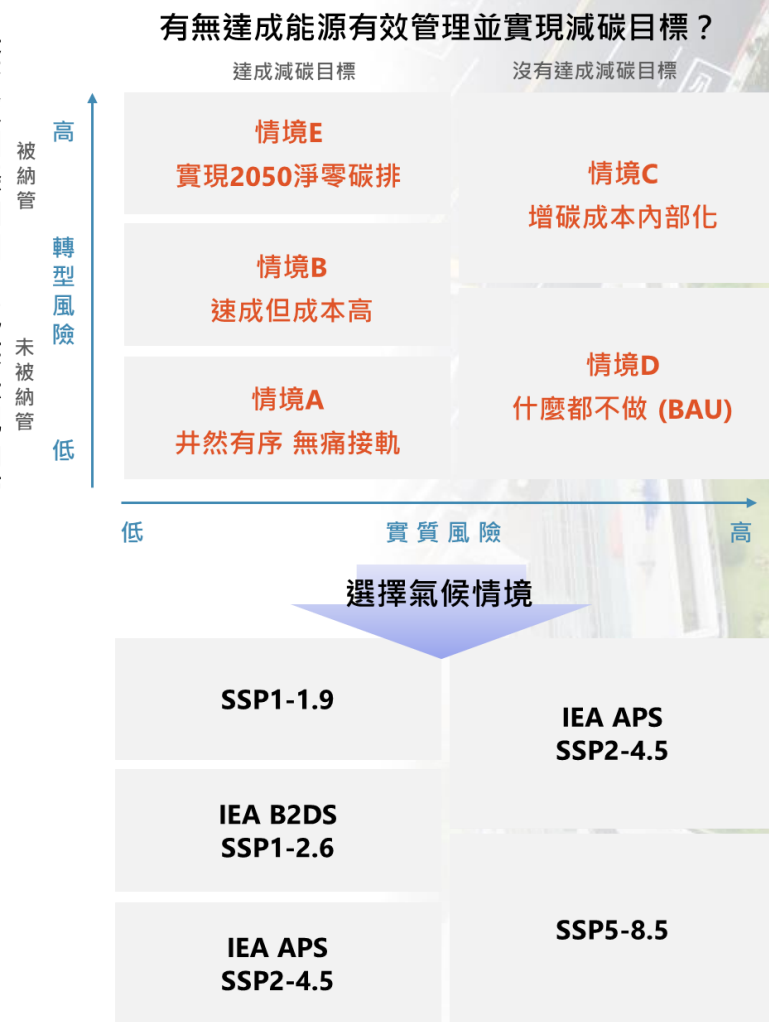 有無達成能源有效管理並實現減碳目標？
達成減碳目標
沒有達成減碳目標
被納管
未被納管
高
轉型風險
低
情境E
實現2050淨零碳排
情境B
速成但成本高
情境A
井然有序 無痛接軌
情境C
增碳成本內部化
情境D
什麼都不做 (BAU)
低
實質風險
高
選擇氣候情境
SSP1-1.9
IEA B2DS
SSP1-2.6
IEA APS
SSP2-4.5
IEA APS
SSP2-4.5
SSP5-8.5